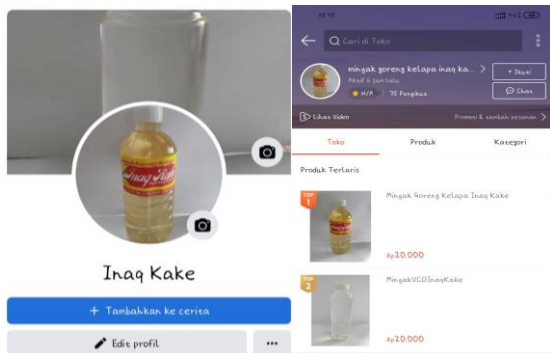 Inaq Kake
Inaq Kake
+ Tambahkan ke cerita
Edit profil
Cari di Toko
minyak goreng kelapa inaq ka... >
Aktif 6 jam lalu
N/A 75 Pengikut
+ Ikuti
Chat
Lihat Video
Promosi & tambah pesanan >
Toko Produk Kategori
Produk Terlaris
TOP
1
Minyak Goreng Kelapa Inaq Kake
Rp20.000
TOP
2
MinyakVCOInaqKake
Rp20.000